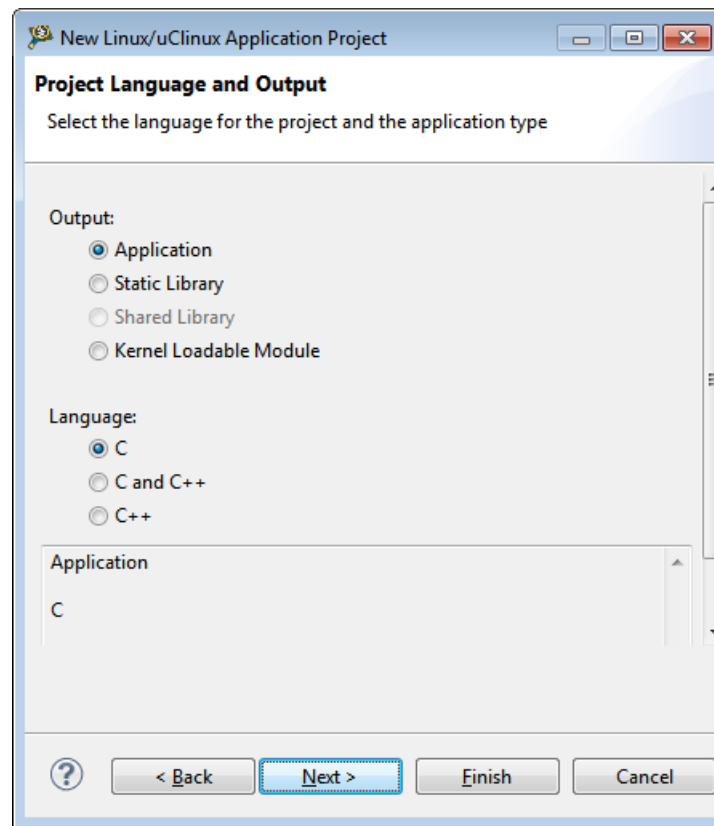 New Linux/uClinux Application Project
Project Language and Output
Select the language for the project and the application type
Output:
Application
Static Library
Shared Library
Kernel Loadable Module
Language:
C
C and C++
C++
Application
C
? < Back Next > Finish Cancel